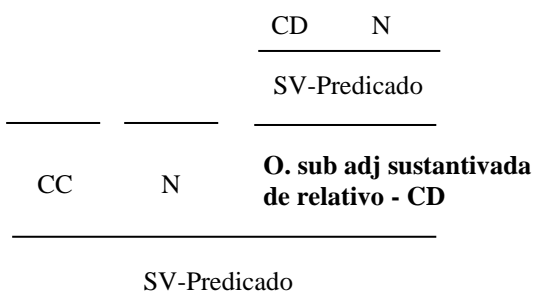 CD N
SV-Predicado
CC N O. sub adj sustantivada
de relativo - CD
SV-Predicado